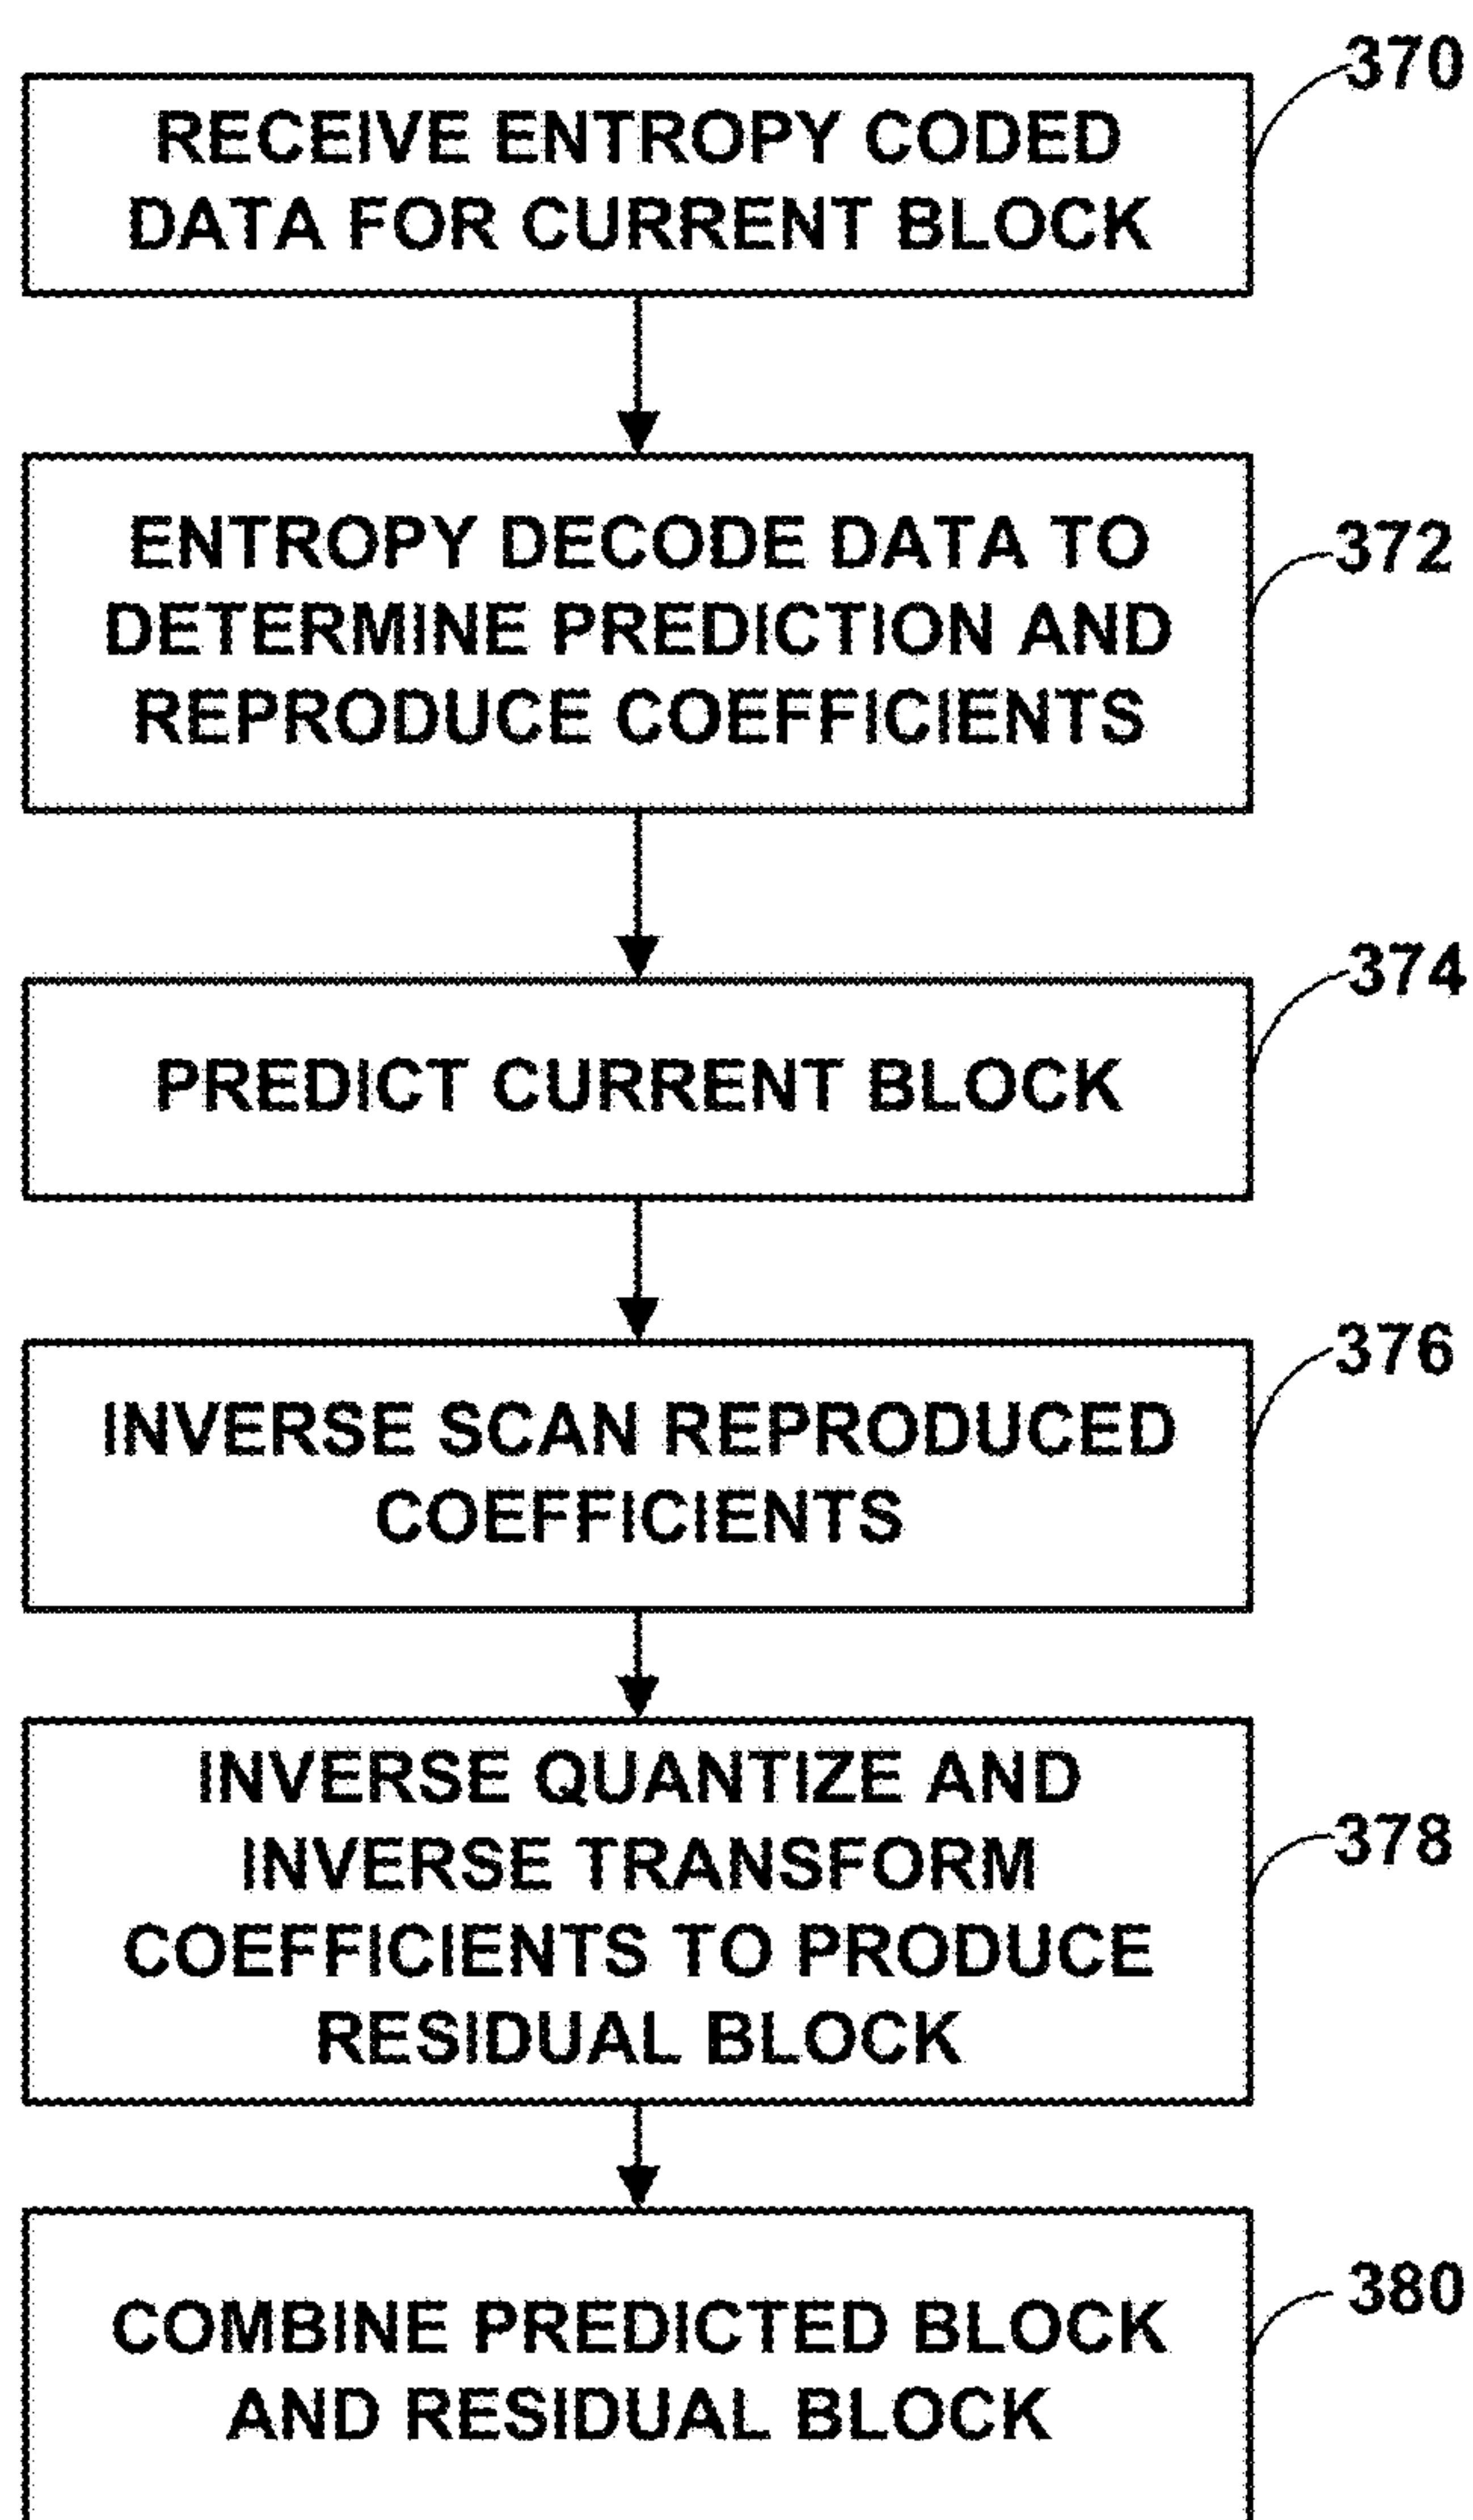 370
RECEIVE ENTROPY CODED
DATA FOR CURRENT BLOCK
372
ENTROPY DECODE DATA TO
DETERMINE PREDICTION AND
REPRODUCE COEFFICIENTS
374
PREDICT CURRENT BLOCK
376
INVERSE SCAN REPRODUCED
COEFFICIENTS
378
INVERSE QUANTIZE AND
INVERSE TRANSFORM
COEFFICIENTS TO PRODUCE
RESIDUAL BLOCK
380
COMBINE PREDICTED BLOCK
AND RESIDUAL BLOCK